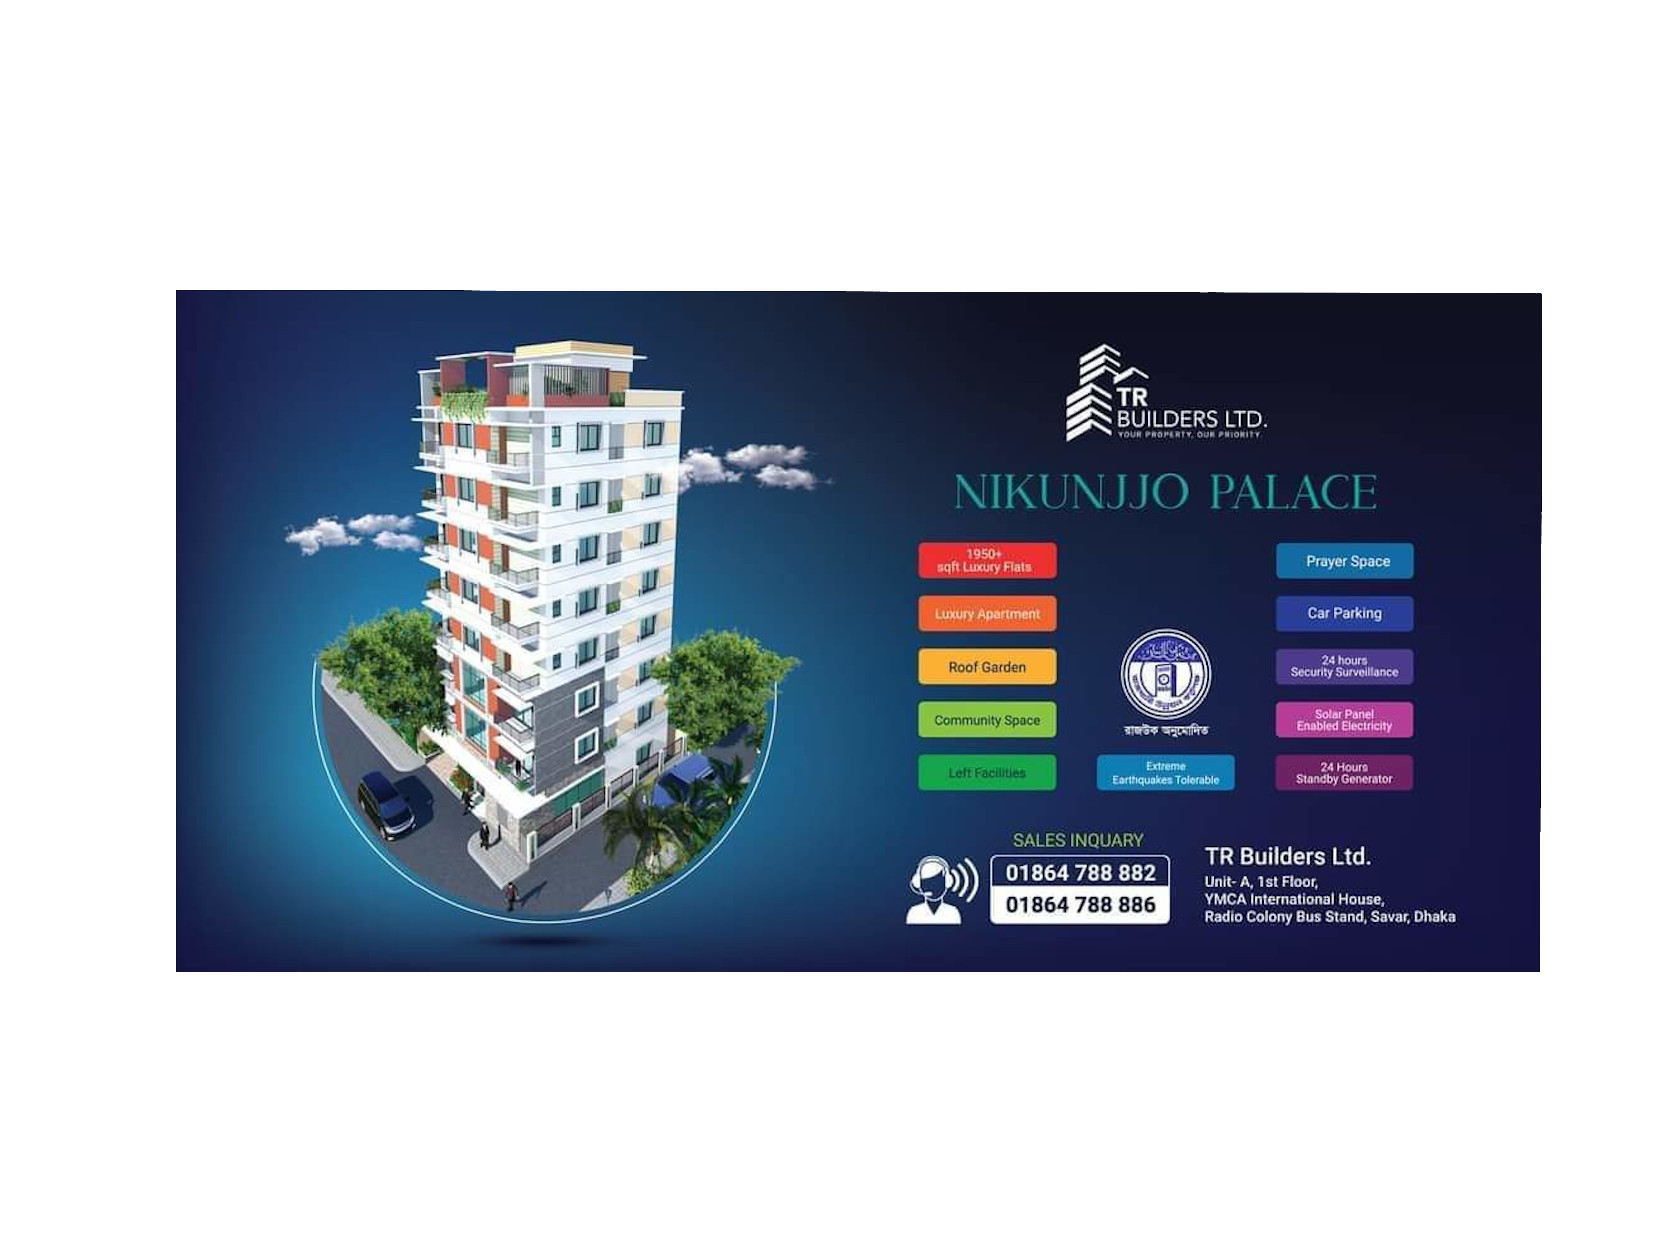 TR
BUILDERS LTD.
YOUR PROPERTY, OUR PRIORITY.
NIKUNJJO PALACE
1950+
sqft Luxury Flats
Luxury Apartment
Roof Garden
Community Space
Left Facilities
রাজউক অনুমোদিত
Extreme
Earthquakes Tolerable
Prayer Space
Car Parking
24 hours
Security Surveillance
Solar Panel
Enabled Electricity
24 Hours
Standby Generator
SALES INQUARY
01864 788 882
01864 788 886
TR Builders Ltd.
Unit- A, 1st Floor,
YMCA International House,
Radio Colony Bus Stand, Savar, Dhaka